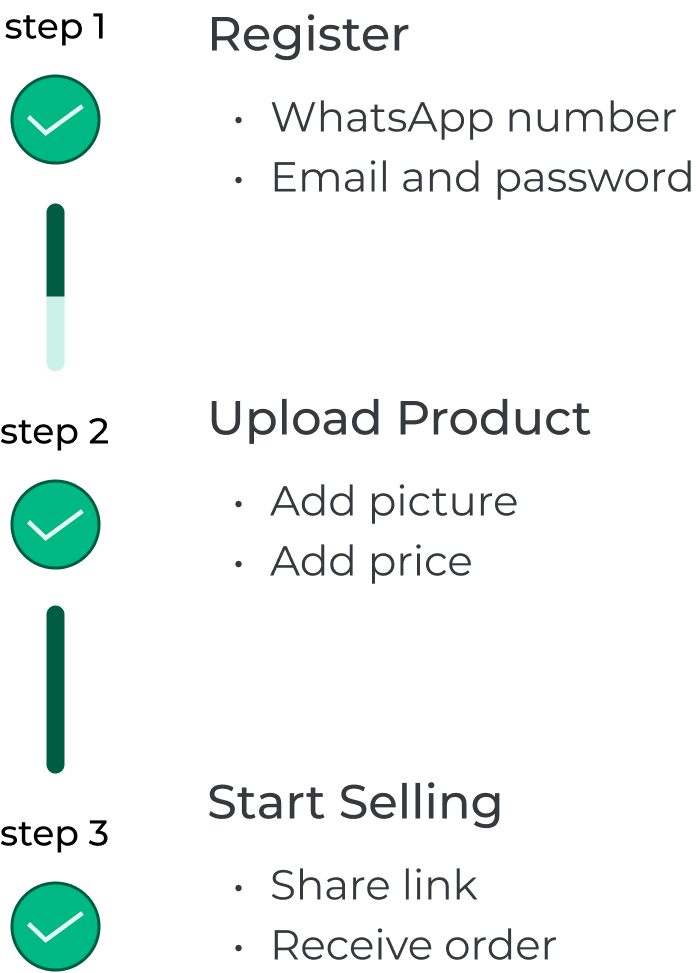 step 1
Register
• WhatsApp number
• Email and password
step 2
Upload Product
• Add picture
• Add price
step 3
Start Selling
• Share link
• Receive order